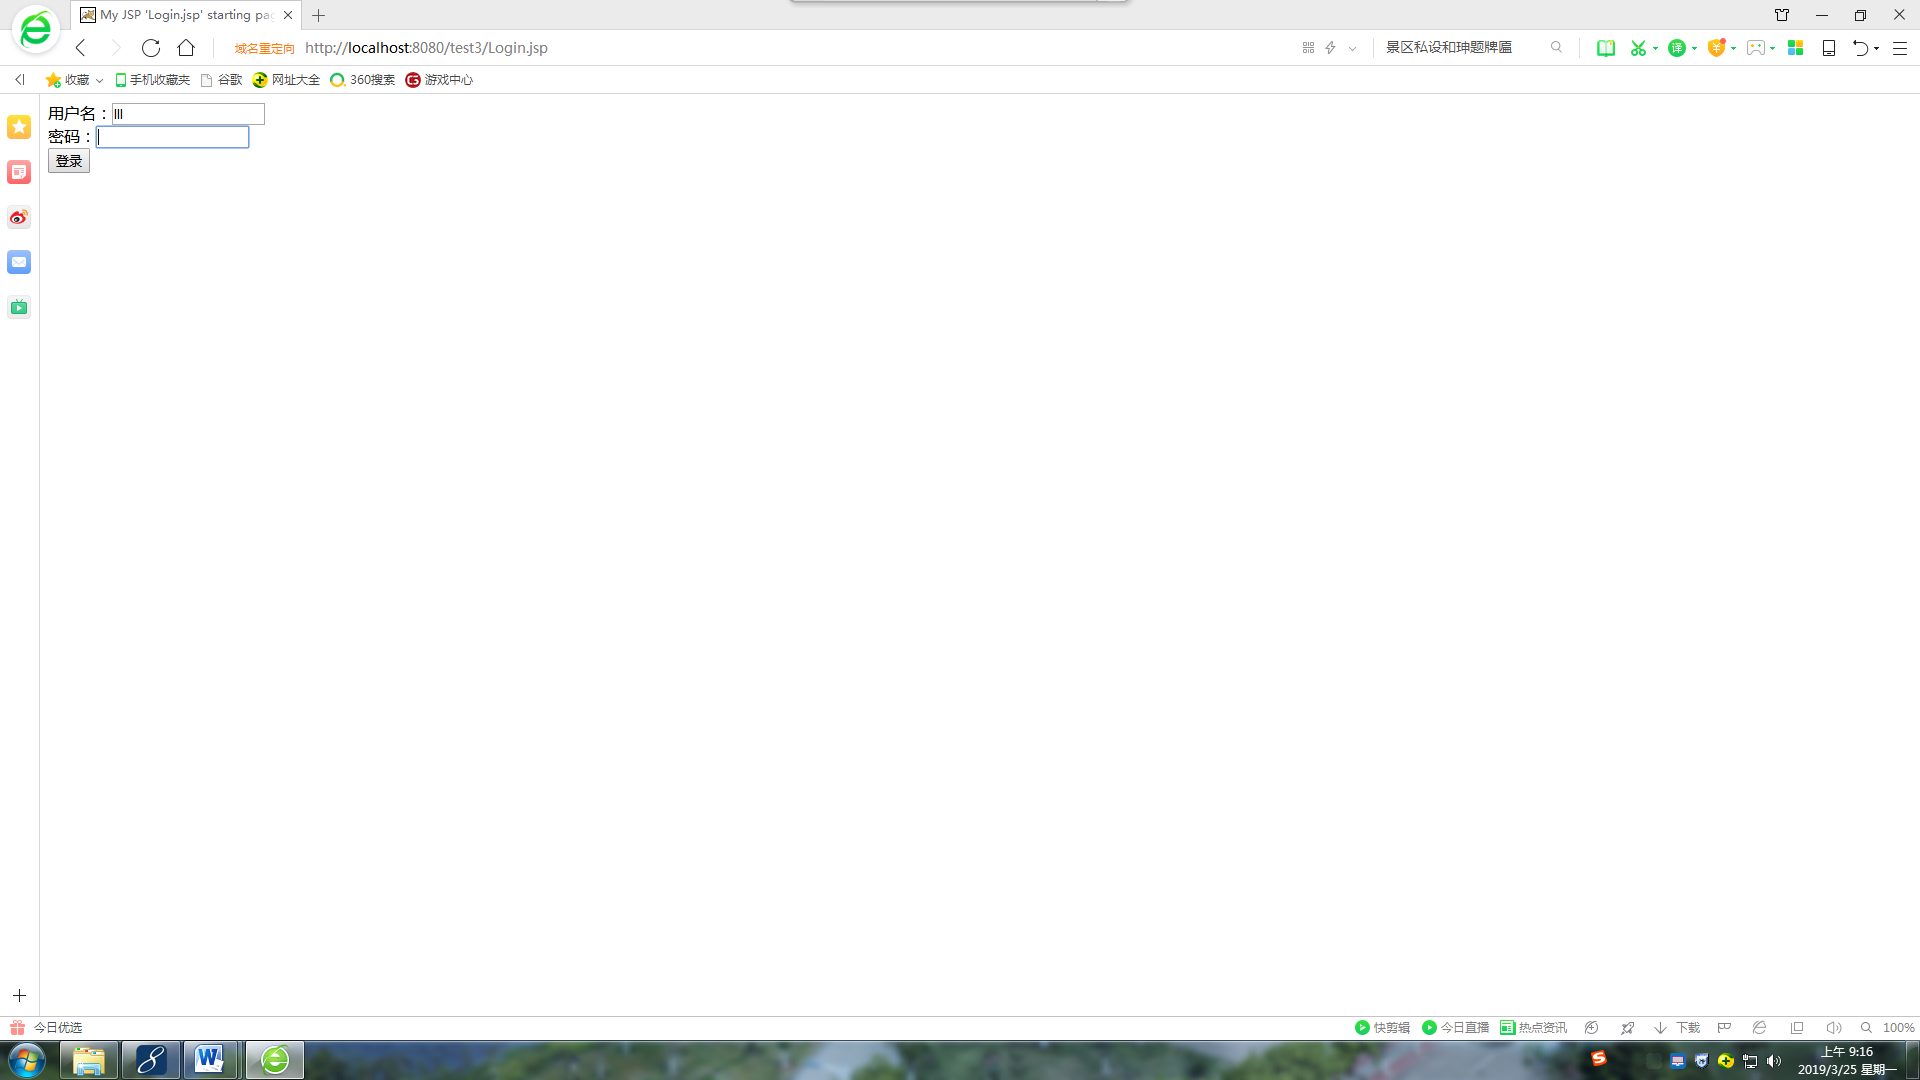 My JSP 'Login.jsp' starting pag
域名重定向 http://localhost:8080/test3/Login.jsp
景区私设和珅题牌匾
收藏 手机收藏夹 谷歌 网址大全 360搜索 游戏中心
用户名：lll
密码：
登录
今日优选
快剪辑 今日直播 热点资讯 下载 100%
上午 9:16
2019/3/25 星期一